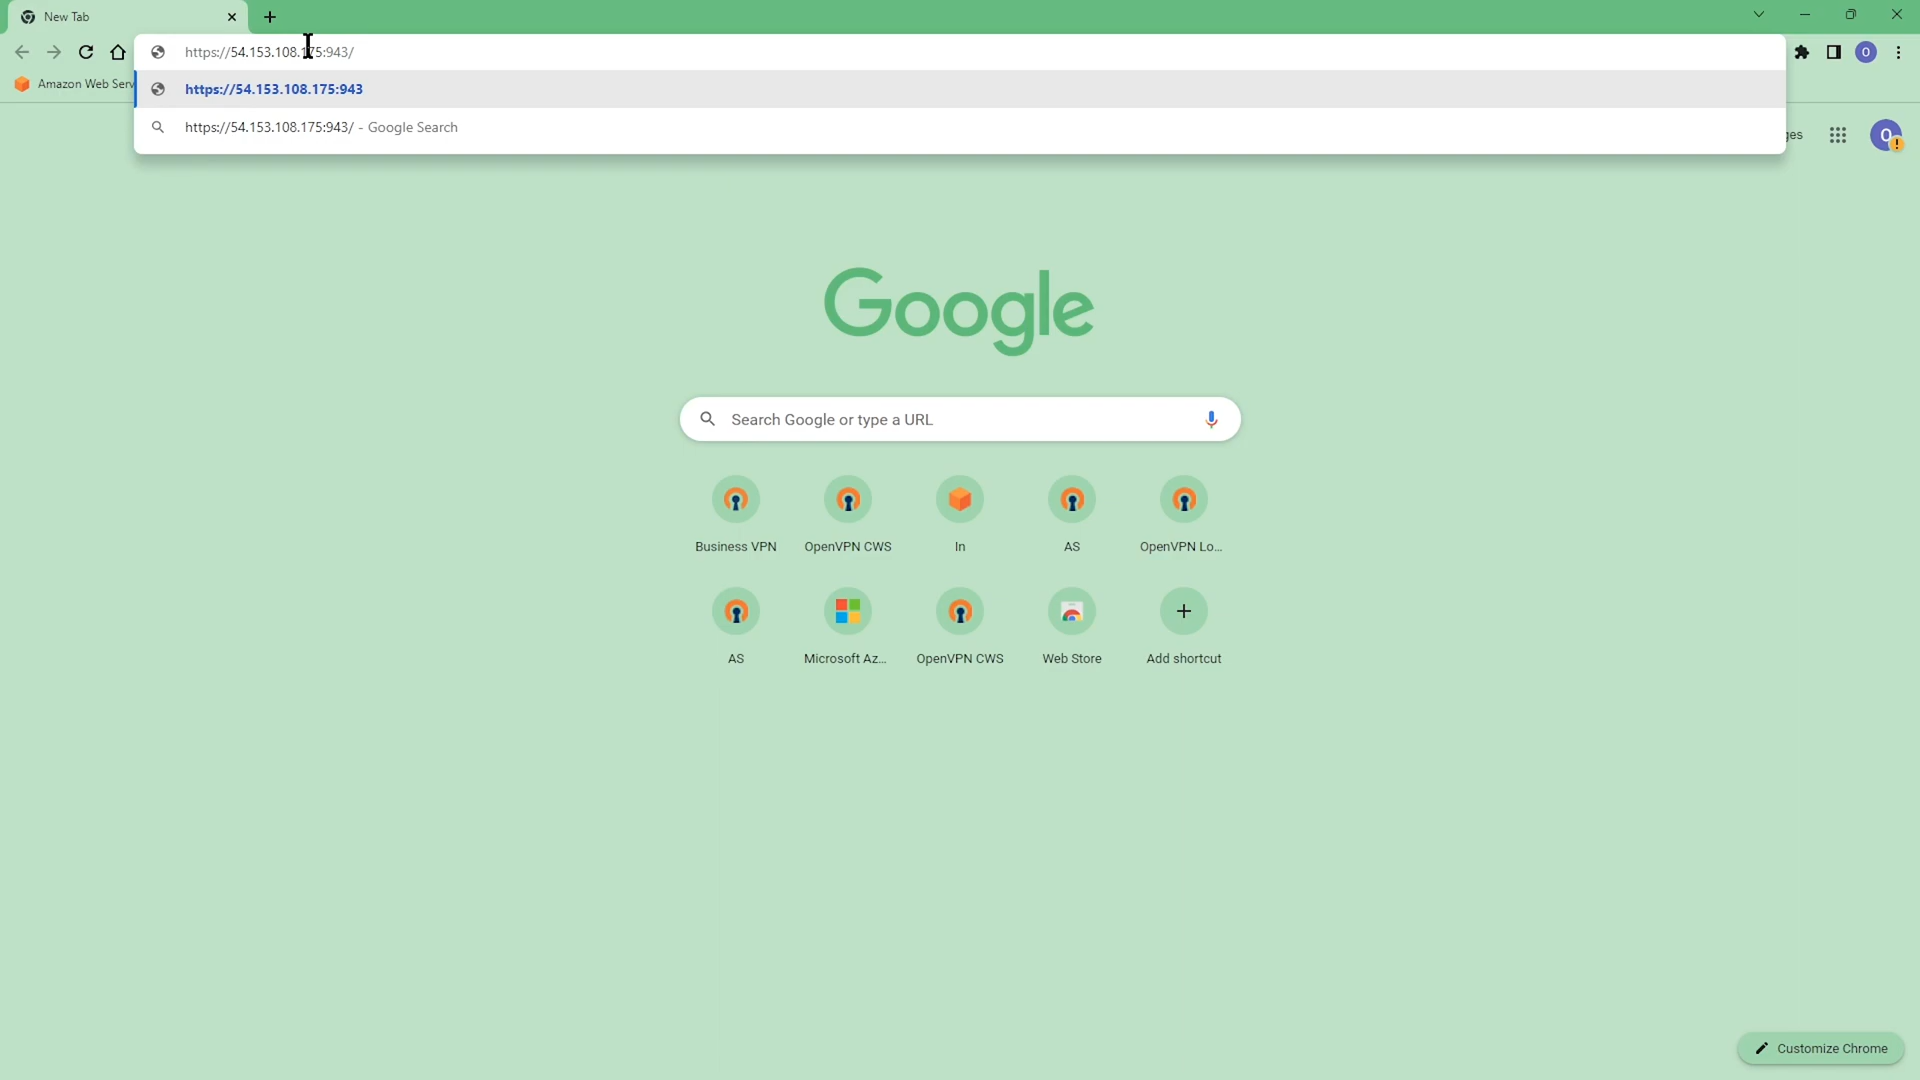 New Tab
https://54.153.108.175:943/
Amazon Web Serv
https://54.153.108.175:943
https://54.153.108.175:943/ - Google Search
ges
Google
Search Google or type a URL
Business VPN
OpenVPN CWS
In
AS
OpenVPN Lo...
AS
Microsoft Az...
OpenVPN CWS
Web Store
Add shortcut
Customize Chrome
O
O